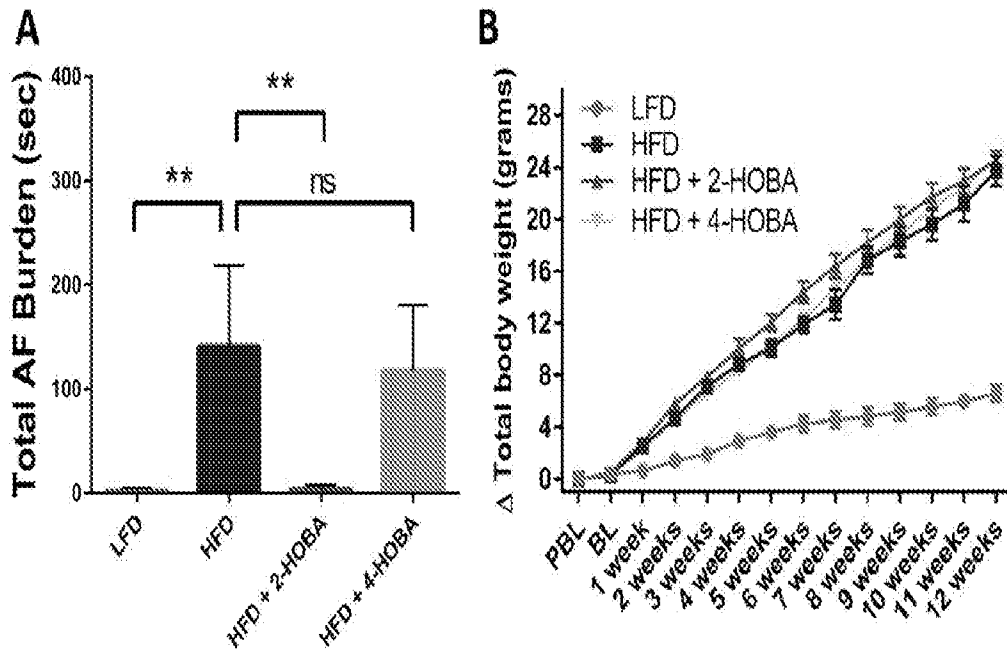 A
Total AF Burden (sec)
400
300
200
100
0
**
**
ns
LFD
HFD
HFD + 2-HOBA
HFD + 4-HOBA
B
Δ Total body weight (grams)
28
24
20
16
12
8
4
0
LFD
HFD
HFD + 2-HOBA
HFD + 4-HOBA
PBL
BL
1 week
2 weeks
3 weeks
4 weeks
5 weeks
6 weeks
7 weeks
8 weeks
9 weeks
10 weeks
11 weeks
12 weeks